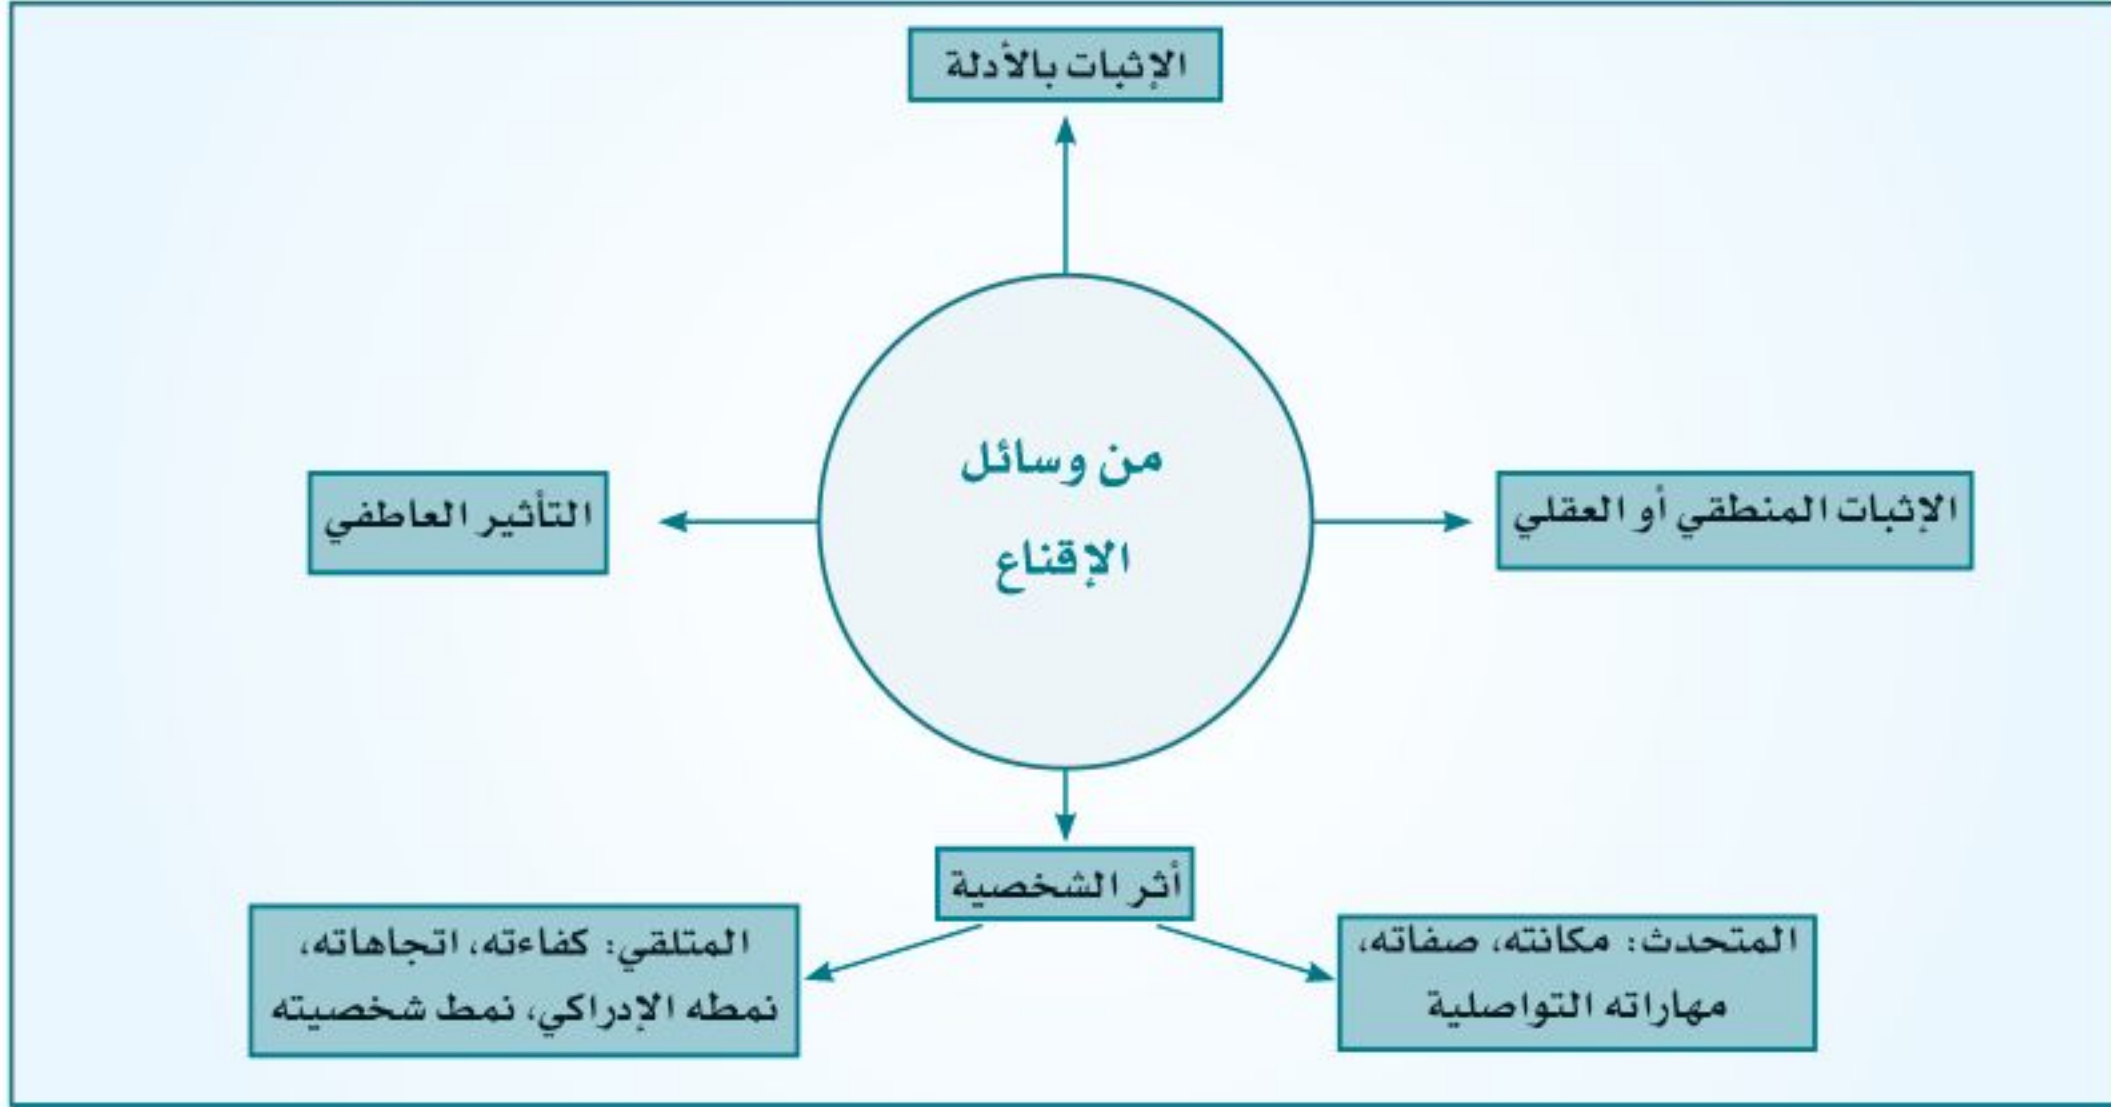 الإثبات بالأدلة
من وسائل
الإقناع
الإثبات المنطقي أو العقلي
التأثير العاطفي
أثر الشخصية
المتحدث: مكانته، صفاته،
مهاراته التواصلية
المتلقي: كفاءته، اتجاهاته،
نمطه الإدراكي، نمط شخصيته